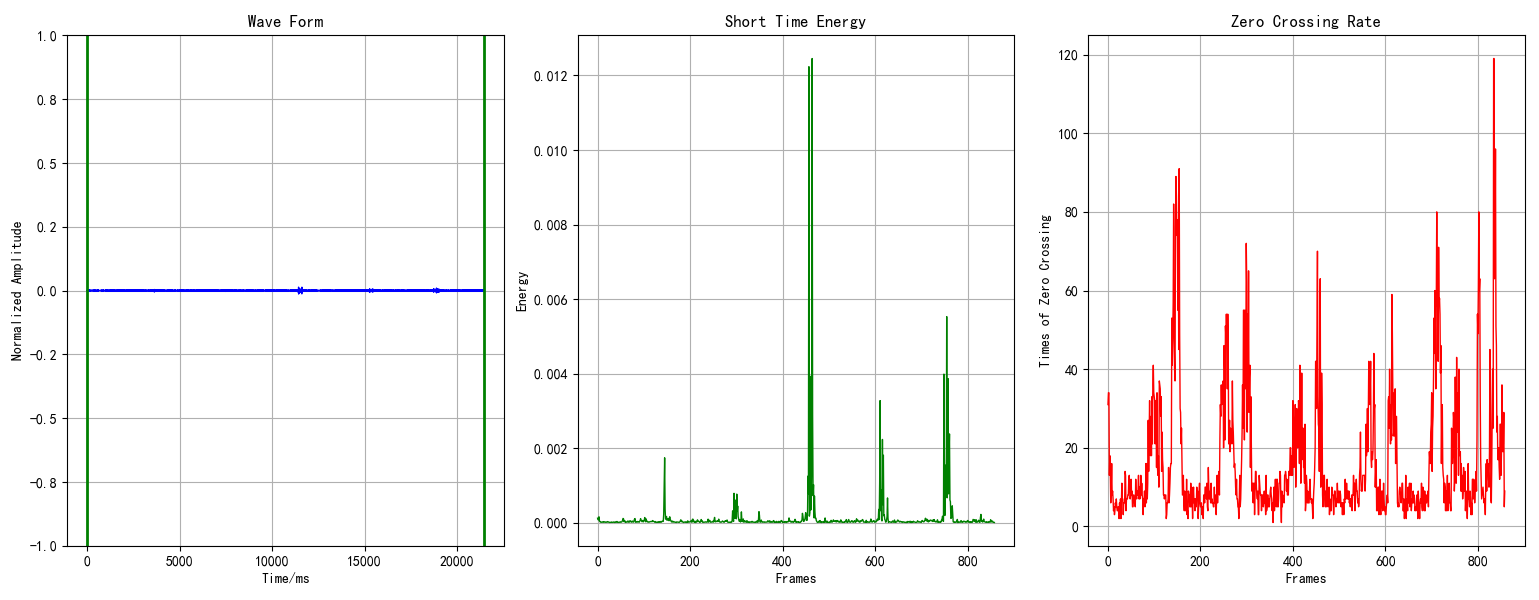 Wave Form
Normalized Amplitude
1.0
0.8
0.5
0.2
0.0
−0.2
−0.5
−0.8
−1.0
0 5000 10000 15000 20000
Time/ms
Short Time Energy
Energy
0.012
0.010
0.008
0.006
0.004
0.002
0.000
0 200 400 600 800
Frames
Zero Crossing Rate
Times of Zero Crossing
120
100
80
60
40
20
0
0 200 400 600 800
Frames